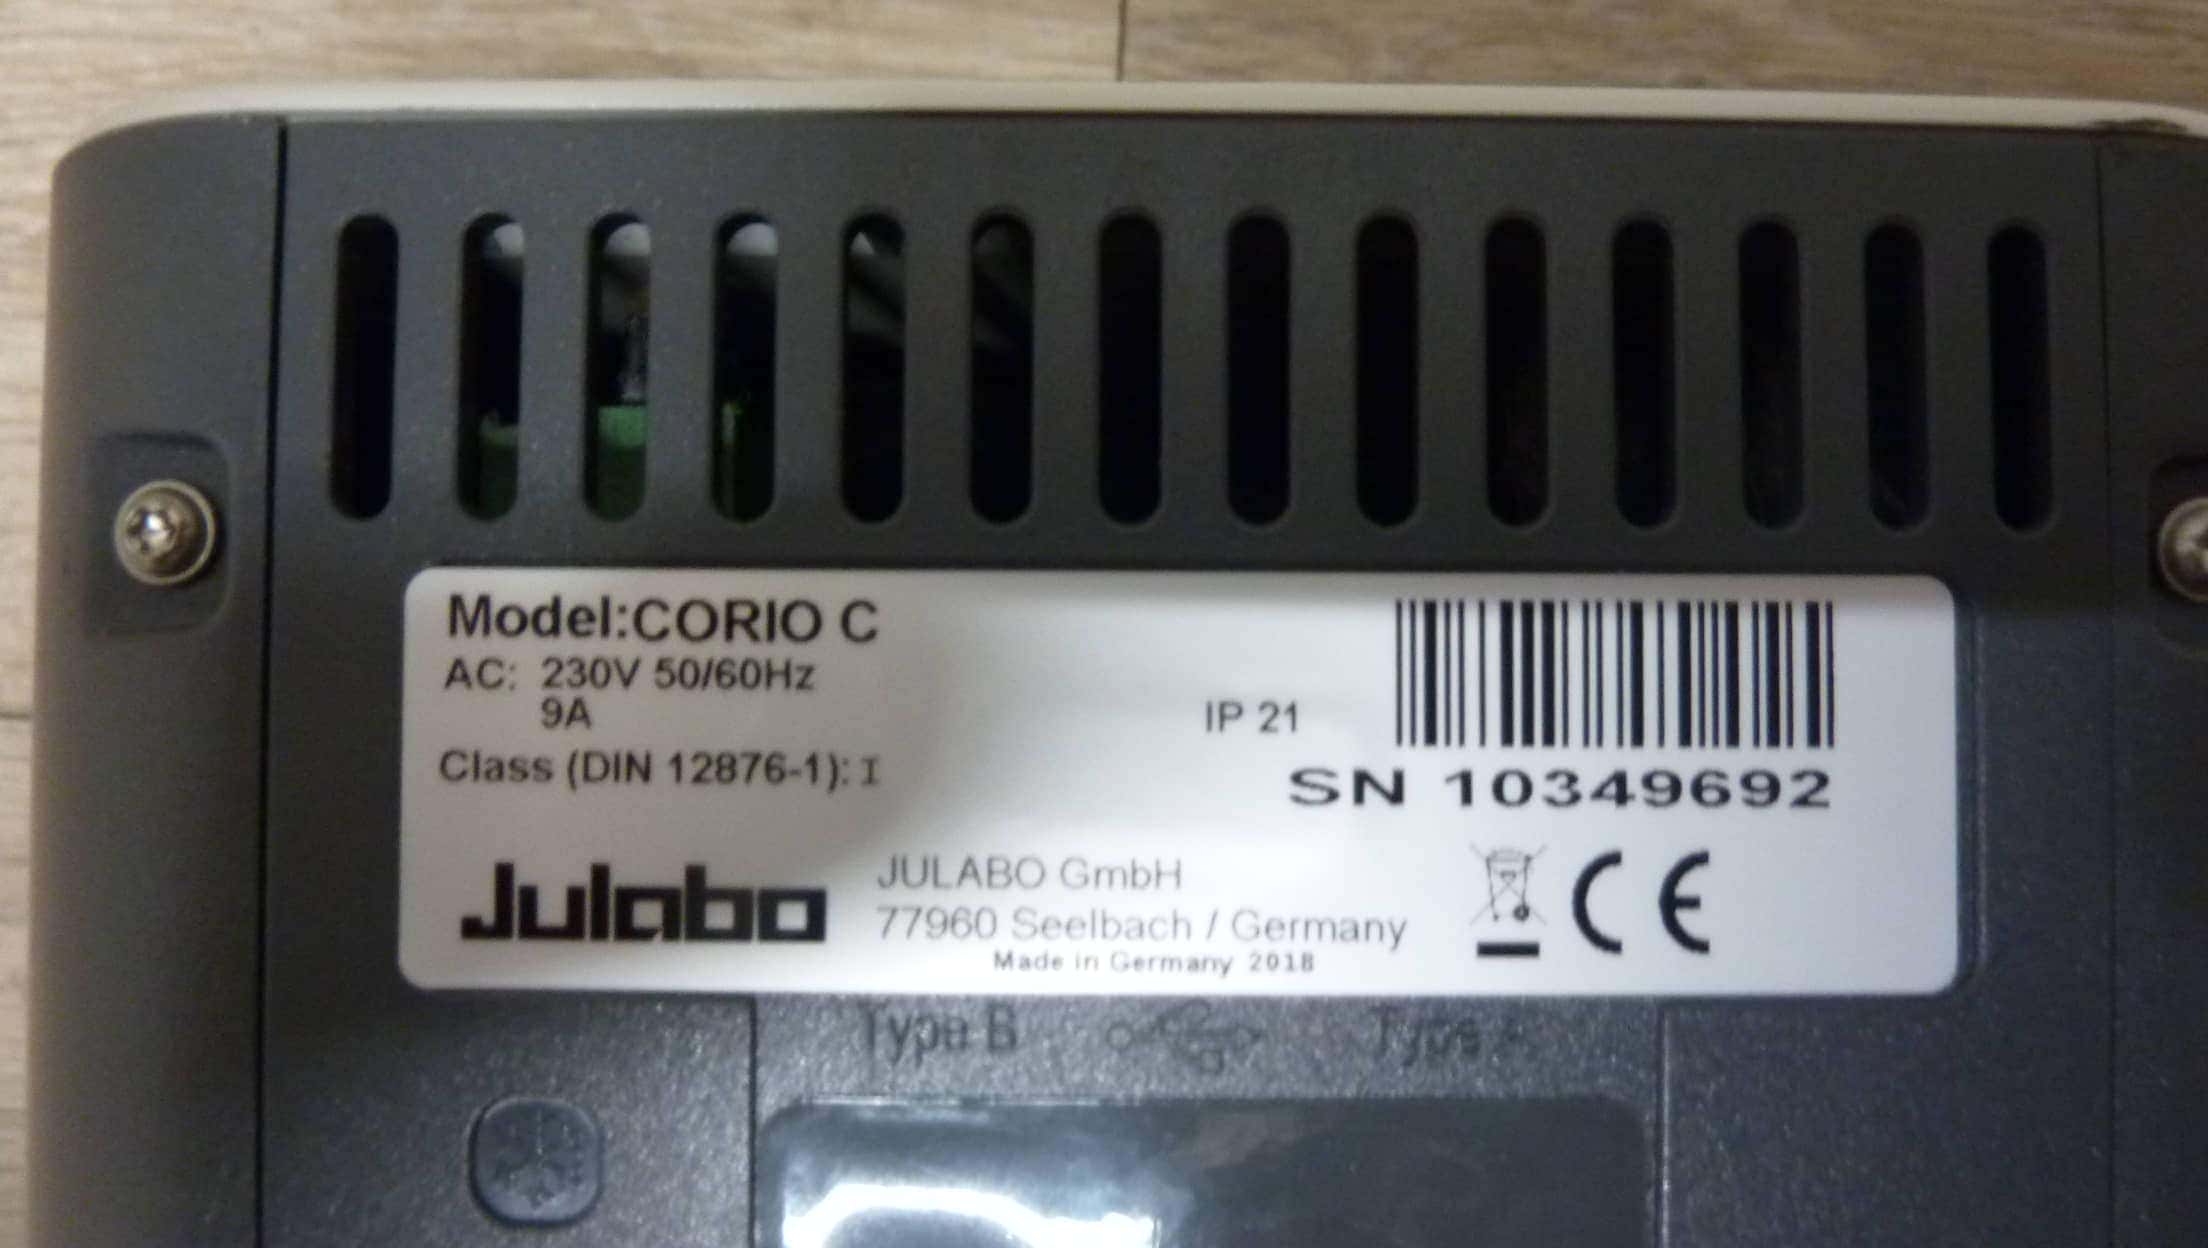 Model:CORIO C
AC: 230V 50/60Hz
9A
IP 21
Class (DIN 12876-1): I
SN 10349692
Julabo
JULABO GmbH
77960 Seelbach / Germany
Made in Germany 2018
CE
Type B
Type A